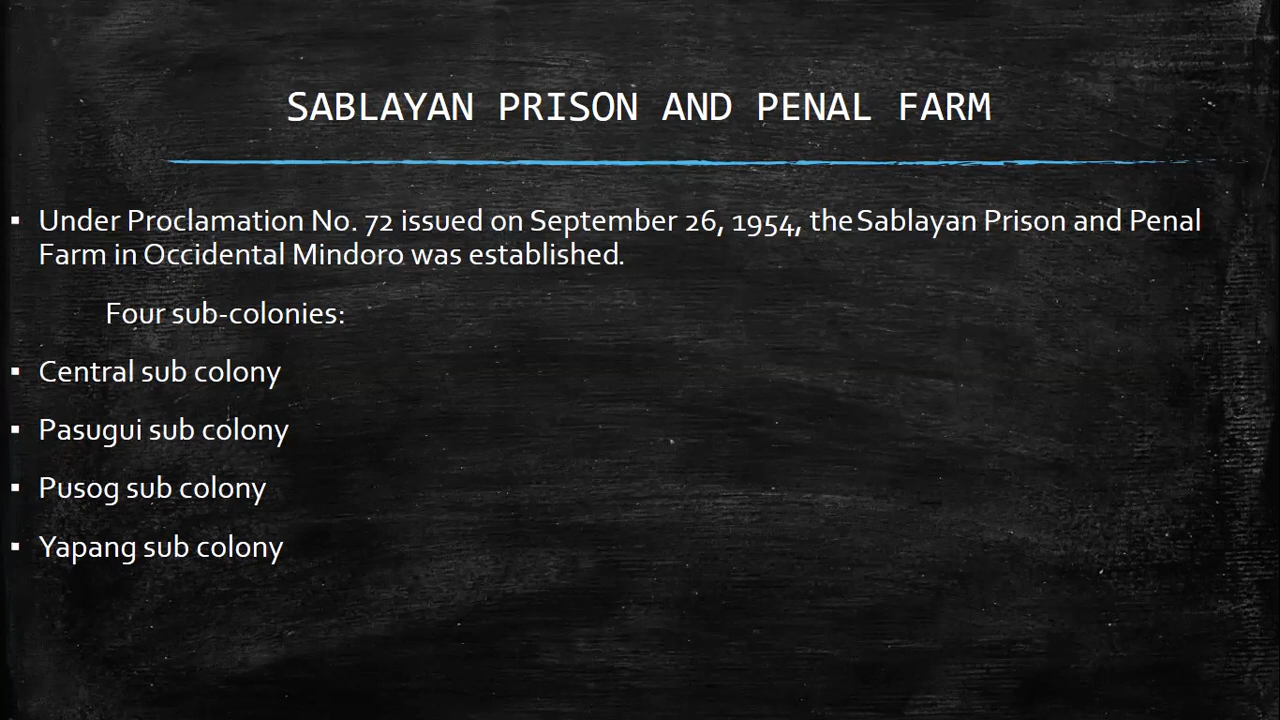 SABLAYAN PRISON AND PENAL FARM
▪ Under Proclamation No. 72 issued on September 26, 1954, the Sablayan Prison and Penal
Farm in Occidental Mindoro was established.
Four sub-colonies:
▪ Central sub colony
▪ Pasugui sub colony
▪ Pusog sub colony
▪ Yapang sub colony